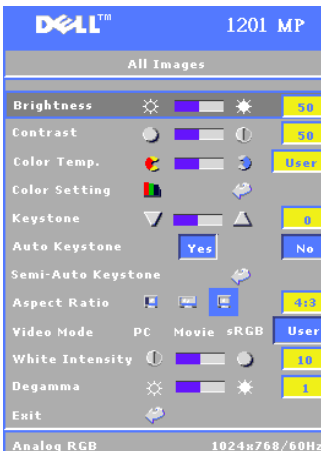 DELL™ 1201 MP
All Images
Brightness 50
Contrast 50
Color Temp. User
Color Setting
Keystone 0
Auto Keystone Yes No
Semi-Auto Keystone
Aspect Ratio 4:3
Video Mode PC Movie sRGB User
White Intensity 10
Degamma 1
Exit
Analog RGB 1024x768/60Hz